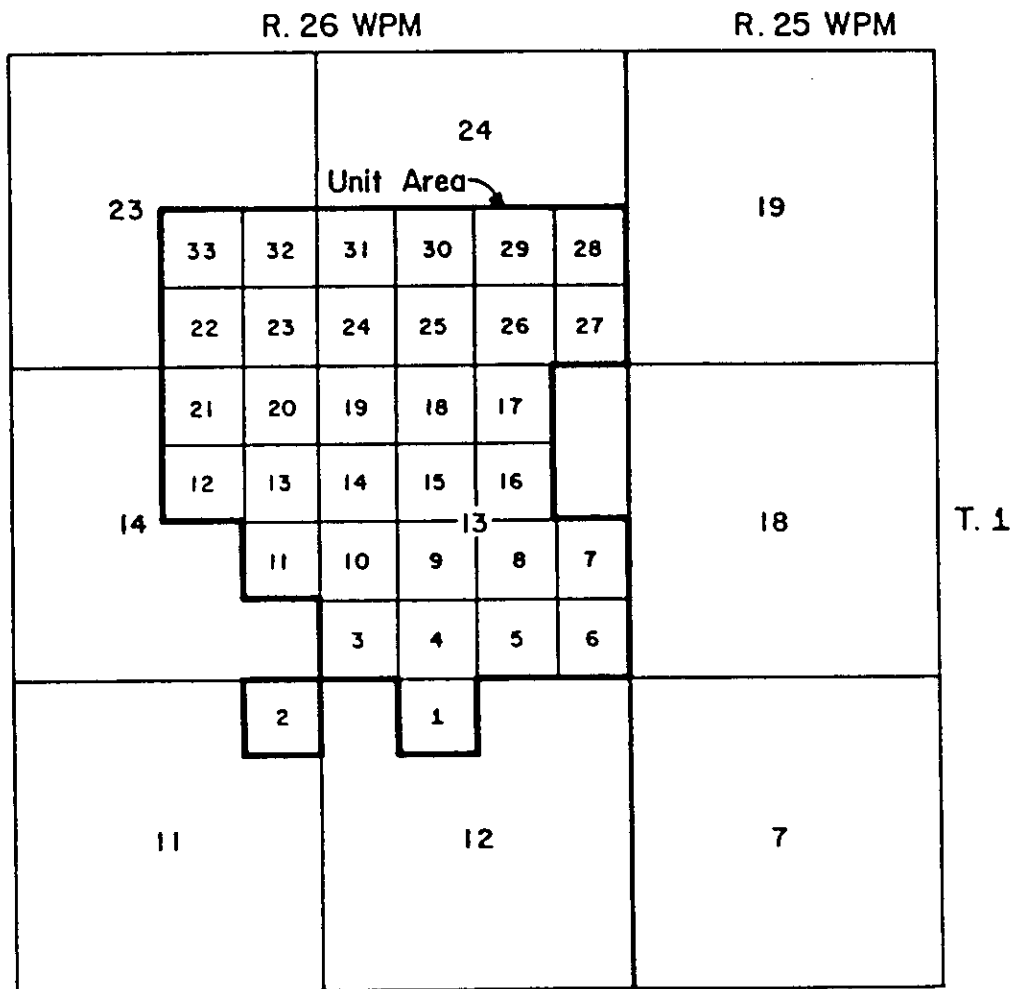 R. 26 WPM R. 25 WPM
24
Unit Area
23 19
33 32 31 30 29 28
22 23 24 25 26 27
21 20 19 18 17
12 13 14 15 16
14 13 18 T. 1
11 10 9 8 7
3 4 5 6
2 1
11 12 7